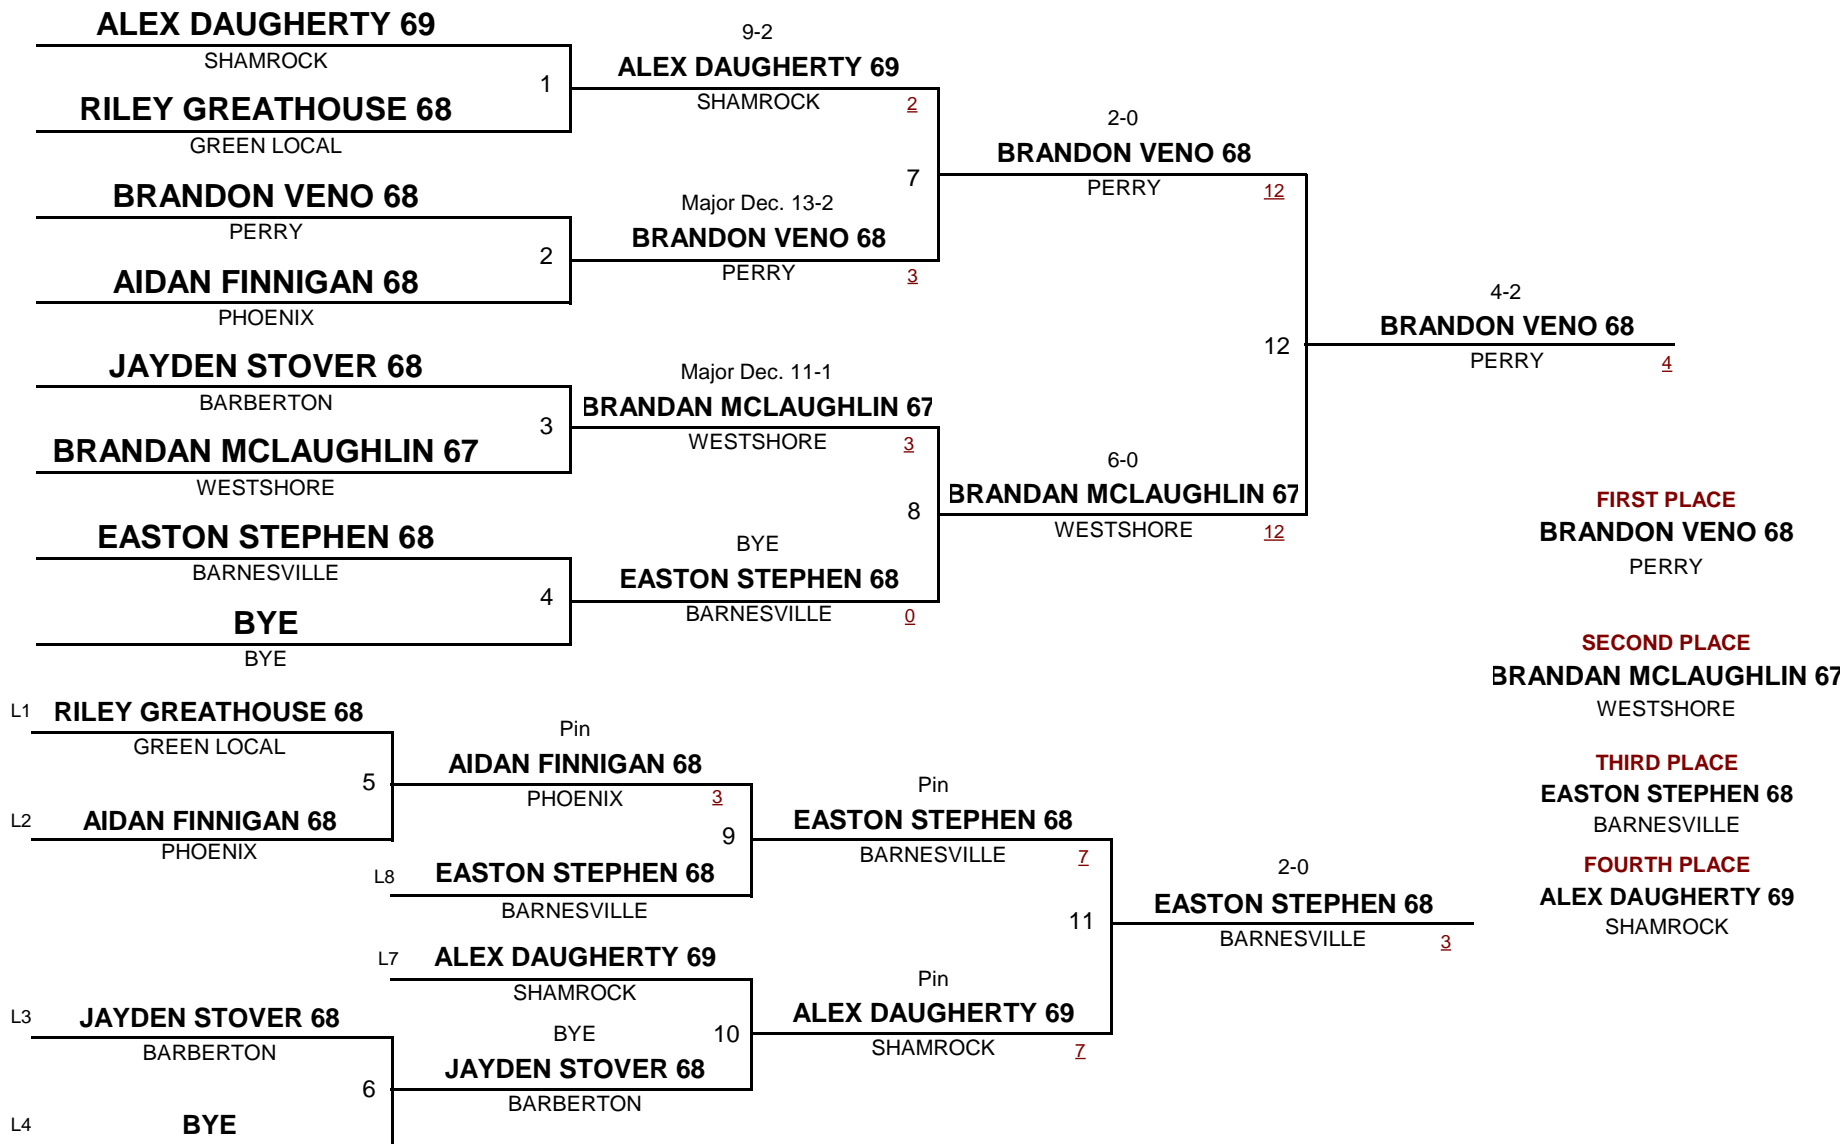 ALEX DAUGHERTY 69
SHAMROCK
1
RILEY GREATHOUSE 68
GREEN LOCAL
9-2
ALEX DAUGHERTY 69
SHAMROCK
2
BRANDON VENO 68
PERRY
2
AIDAN FINNIGAN 68
PHOENIX
Major Dec. 13-2
BRANDON VENO 68
PERRY
3
7
2-0
BRANDON VENO 68
PERRY
12
JAYDEN STOVER 68
BARBERTON
3
BRANDAN MCLAUGHLIN 67
WESTSHORE
Major Dec. 11-1
BRANDAN MCLAUGHLIN 67
WESTSHORE
3
EASTON STEPHEN 68
BARNESVILLE
4
BYE
BYE
BYE
EASTON STEPHEN 68
BARNESVILLE
0
8
6-0
BRANDAN MCLAUGHLIN 67
WESTSHORE
12
12
4-2
BRANDON VENO 68
PERRY
4
FIRST PLACE
BRANDON VENO 68
PERRY
SECOND PLACE
BRANDAN MCLAUGHLIN 67
WESTSHORE
THIRD PLACE
EASTON STEPHEN 68
BARNESVILLE
FOURTH PLACE
ALEX DAUGHERTY 69
SHAMROCK
L1 RILEY GREATHOUSE 68
GREEN LOCAL
5
L2 AIDAN FINNIGAN 68
PHOENIX
Pin
AIDAN FINNIGAN 68
PHOENIX
3
9
L8 EASTON STEPHEN 68
BARNESVILLE
Pin
EASTON STEPHEN 68
BARNESVILLE
7
L7 ALEX DAUGHERTY 69
SHAMROCK
10
BYE
JAYDEN STOVER 68
BARBERTON
L3 JAYDEN STOVER 68
BARBERTON
6
L4 BYE
Pin
ALEX DAUGHERTY 69
SHAMROCK
7
11
2-0
EASTON STEPHEN 68
BARNESVILLE
3